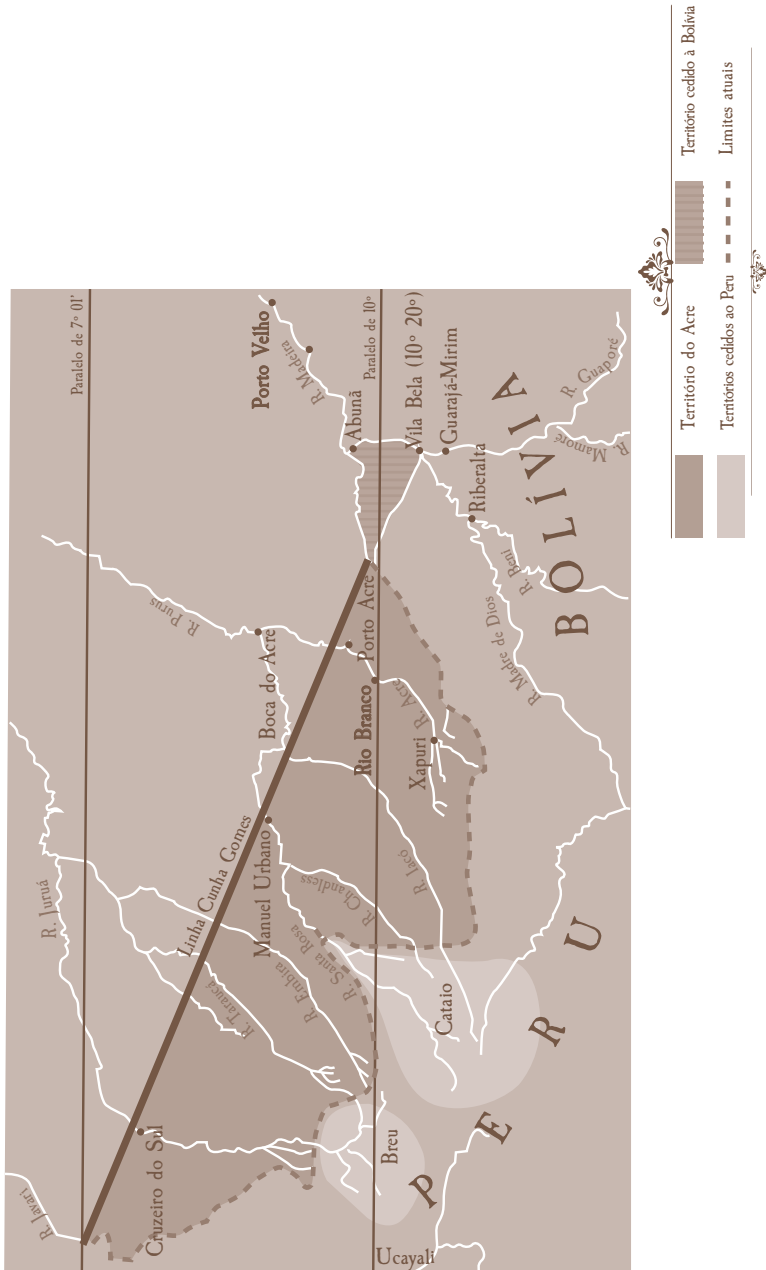 R. Javari
Cruzeiro do Sul
R. Juruá
Paralelo de 7° 01'
Linha Cunha Gomes
R. Tarauacá
R. Embira
R. Santa Rosa
Manuel Urbano
R. Chandless
R. Iaco
Boca do Acre
R. Purus
Rio Branco
Porto Acre
Xapuri
R. Acre
Porto Velho
R. Madeira
Abunã
Paralelo de 10°
Vila Bela (10° 20°)
Guarajá-Mirim
Riberalta
R. Guaporé
R. Mamoré
R. Beni
R. Madre de Dios
BOLÍVIA
Ucayali
Breu
Cataio
PERU
Território do Acre
Território cedido à Bolívia
Territórios cedidos ao Peru
Limites atuais